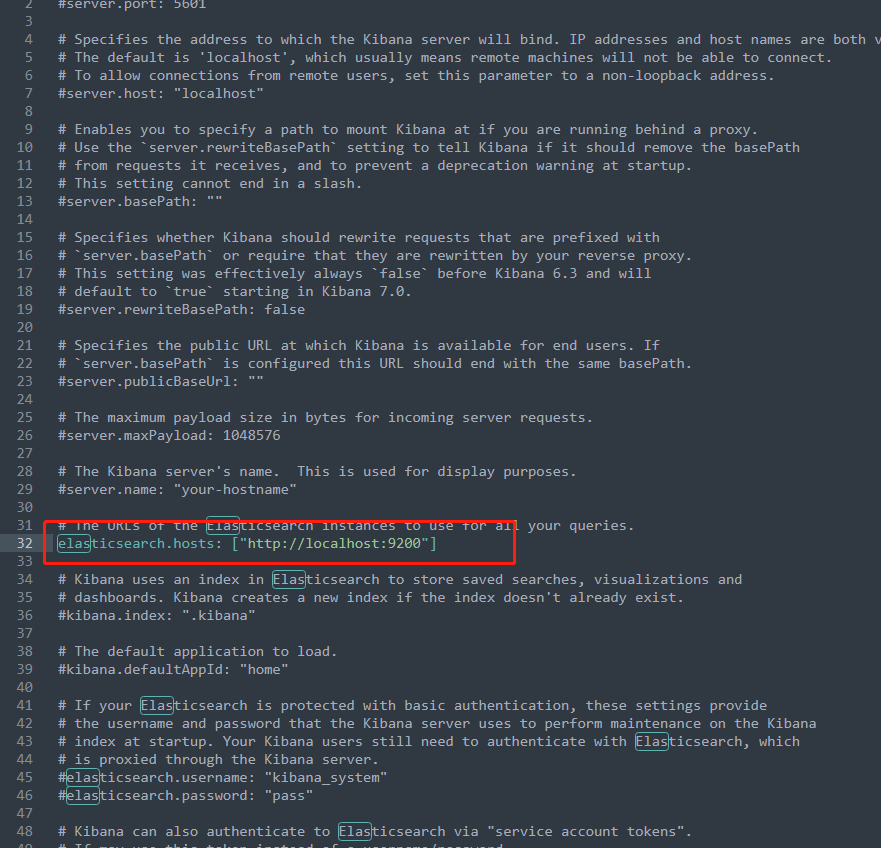 2 #server.port: 5601
3
4 # Specifies the address to which the Kibana server will bind. IP addresses and host names are both v
5 # The default is 'localhost', which usually means remote machines will not be able to connect.
6 # To allow connections from remote users, set this parameter to a non-loopback address.
7 #server.host: "localhost"
8
9 # Enables you to specify a path to mount Kibana at if you are running behind a proxy.
10 # Use the `server.rewriteBasePath` setting to tell Kibana if it should remove the basePath
11 # from requests it receives, and to prevent a deprecation warning at startup.
12 # This setting cannot end in a slash.
13 #server.basePath: ""
14
15 # Specifies whether Kibana should rewrite requests that are prefixed with
16 # `server.basePath` or require that they are rewritten by your reverse proxy.
17 # This setting was effectively always `false` before Kibana 6.3 and will
18 # default to `true` starting in Kibana 7.0.
19 #server.rewriteBasePath: false
20
21 # Specifies the public URL at which Kibana is available for end users. If
22 # `server.basePath` is configured this URL should end with the same basePath.
23 #server.publicBaseUrl: ""
24
25 # The maximum payload size in bytes for incoming server requests.
26 #server.maxPayload: 1048576
27
28 # The Kibana server's name.  This is used for display purposes.
29 #server.name: "your-hostname"
30
31 # The URLs of the Elasticsearch instances to use for all your queries.
32 elasticsearch.hosts: ["http://localhost:9200"]
33
34 # Kibana uses an index in Elasticsearch to store saved searches, visualizations and
35 # dashboards. Kibana creates a new index if the index doesn't already exist.
36 #kibana.index: ".kibana"
37
38 # The default application to load.
39 #kibana.defaultAppId: "home"
40
41 # If your Elasticsearch is protected with basic authentication, these settings provide
42 # the username and password that the Kibana server uses to perform maintenance on the Kibana
43 # index at startup. Your Kibana users still need to authenticate with Elasticsearch, which
44 # is proxied through the Kibana server.
45 #elasticsearch.username: "kibana_system"
46 #elasticsearch.password: "pass"
47
48 # Kibana can also authenticate to Elasticsearch via "service account tokens".
49 # If may use this token instead of a username/password.